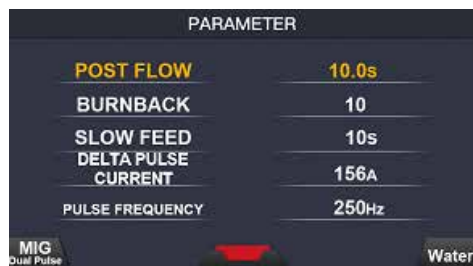 PARAMETER
POST FLOW 10.0s
BURNBACK 10
SLOW FEED 10s
DELTA PULSE
CURRENT 156A
PULSE FREQUENCY 250Hz
MIG
Dual Pulse
Water